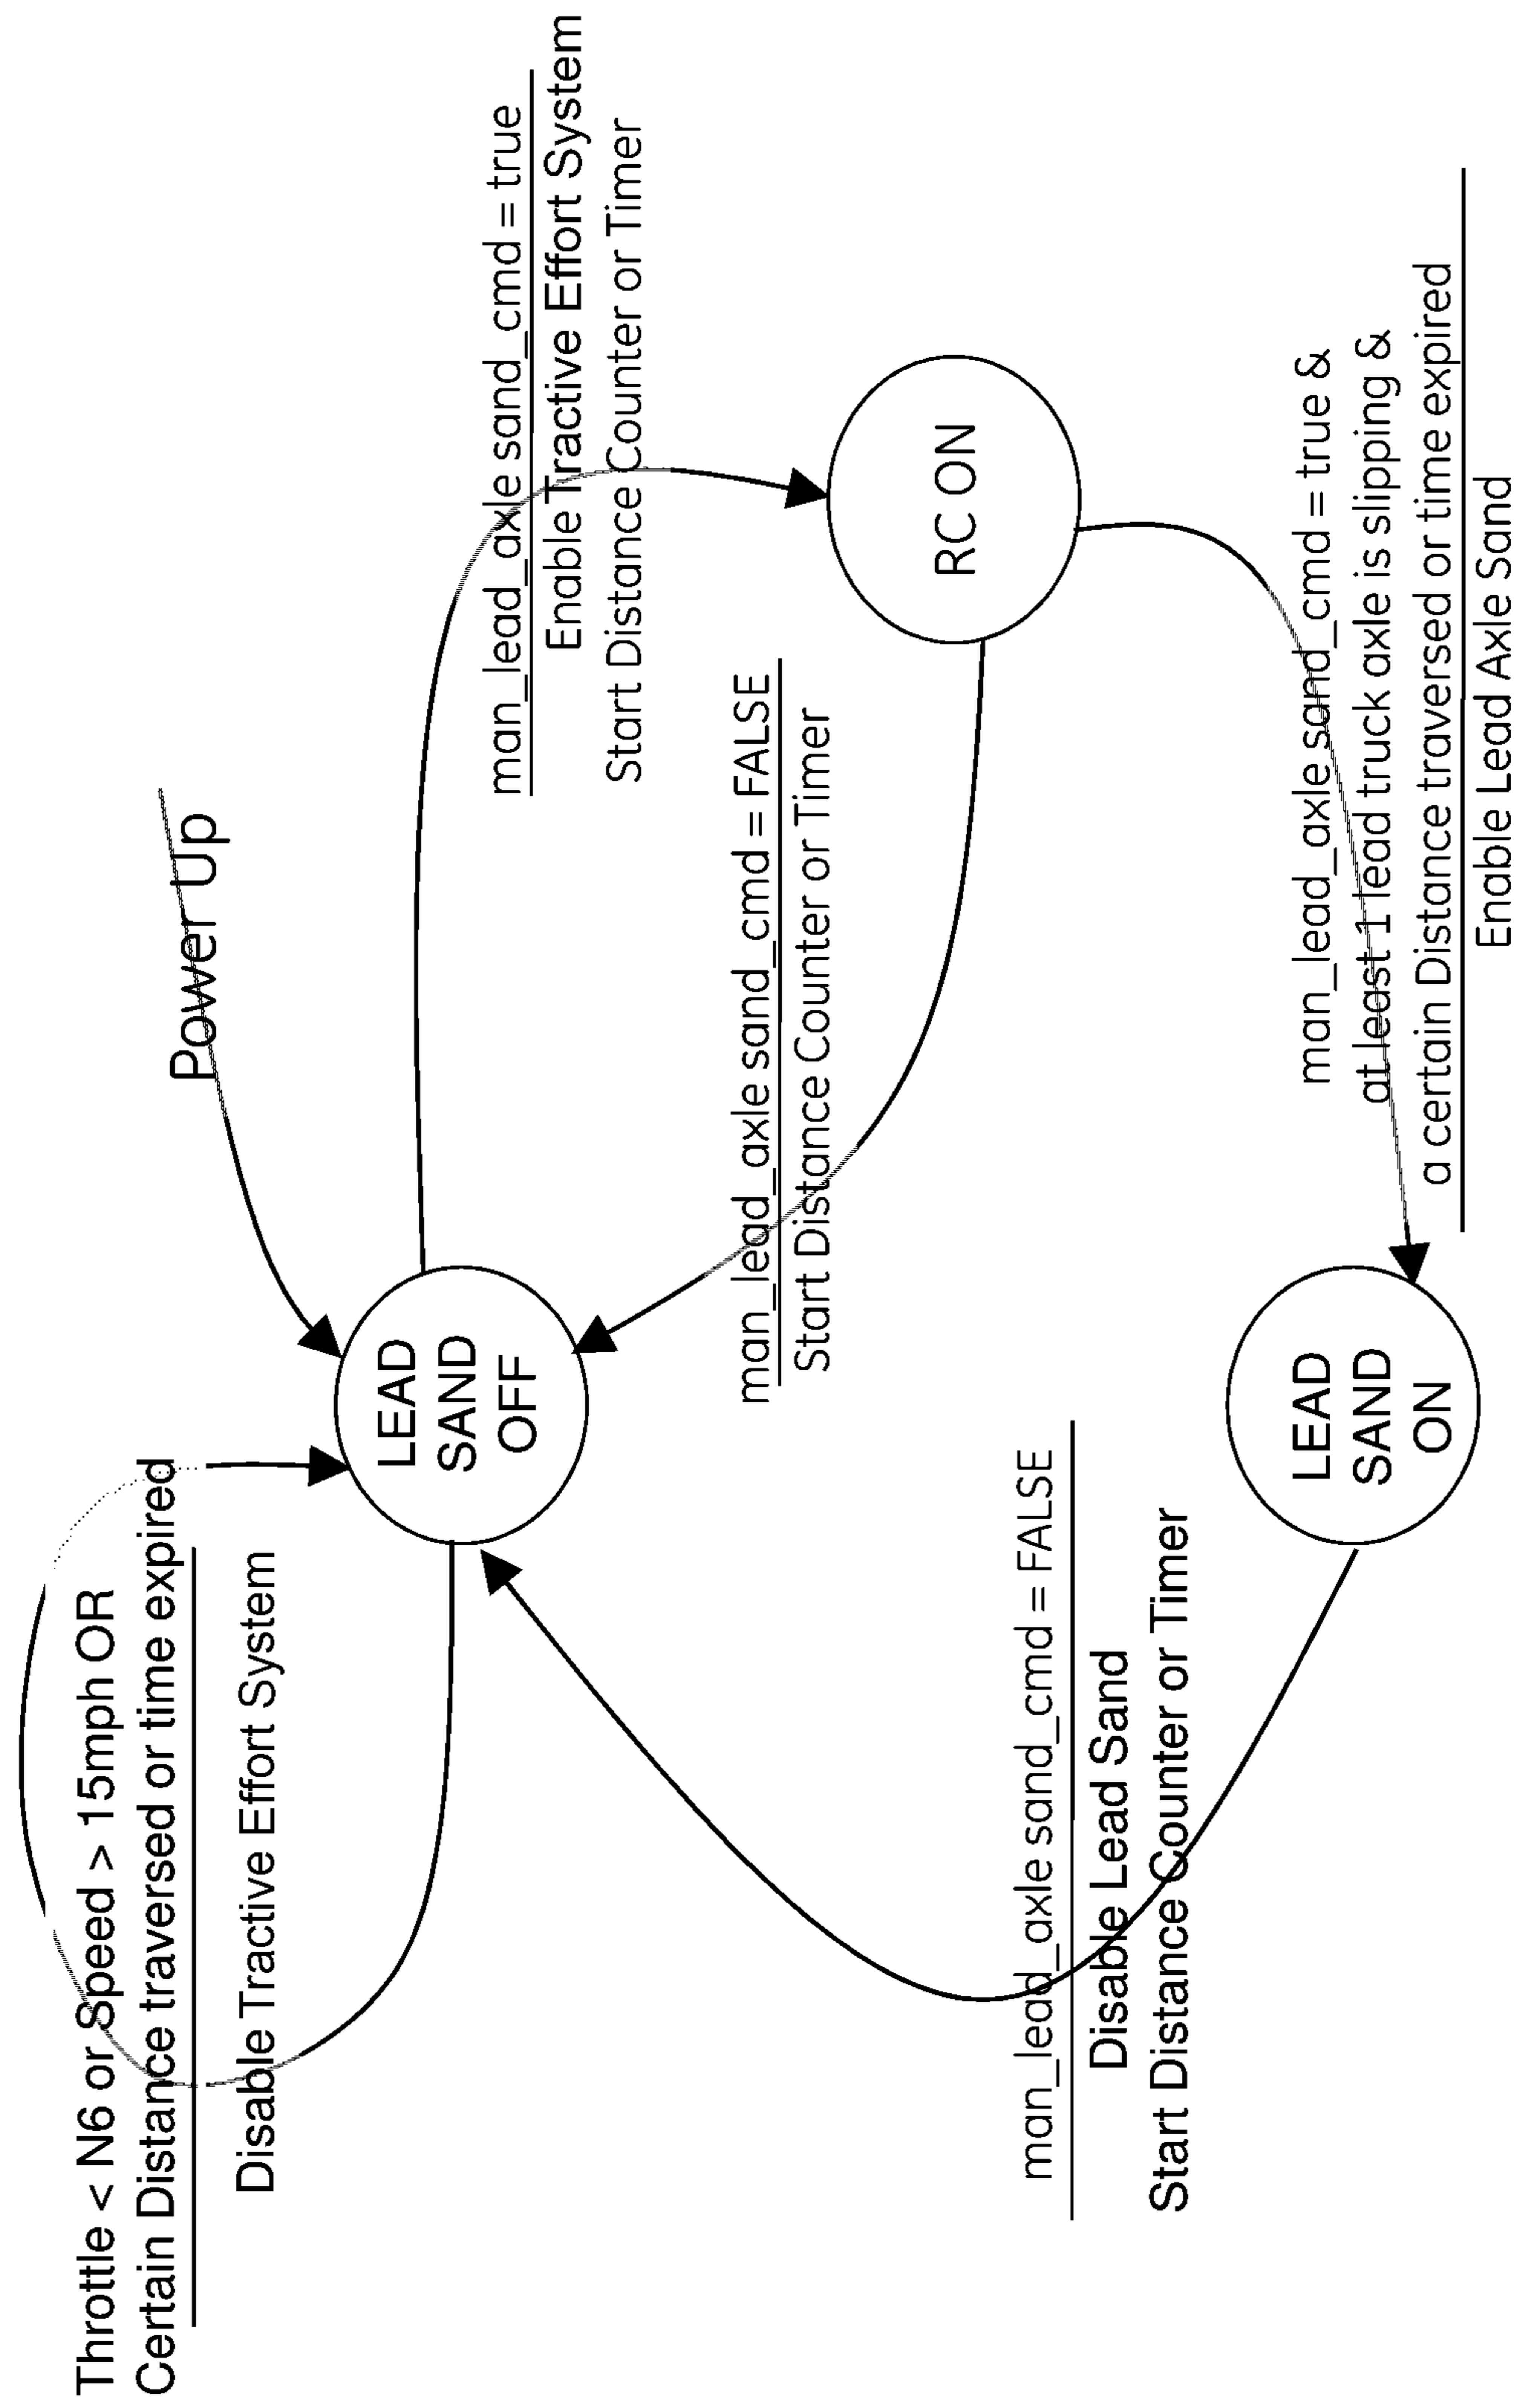 Throttle < N6 or Speed > 15mph OR
Certain Distance traversed or time expired
Disable Tractive Effort System
Power Up
LEAD
SAND
OFF
man_lead_axle sand_cmd = true
Enable Tractive Effort System
Start Distance Counter or Timer
man_lead_axle sand_cmd = FALSE
Start Distance Counter or Timer
RC ON
man_lead_axle sand_cmd = FALSE
Disable Lead Sand
Start Distance Counter or Timer
LEAD
SAND
ON
man_lead_axle sand_cmd = true &
at least 1 lead truck axle is slipping &
a certain Distance traversed or time expired
Enable Lead Axle Sand